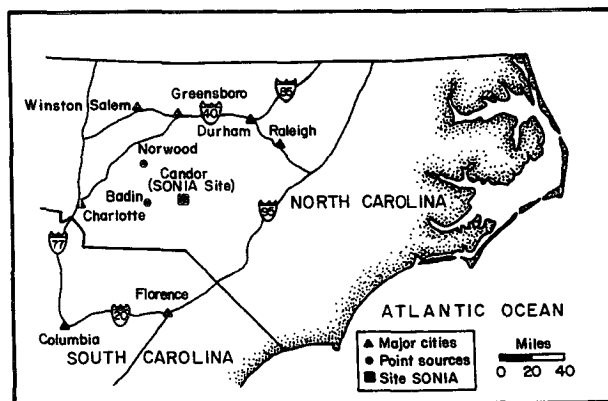 Greensboro
85
Winston Salem
40
Durham
Raleigh
Norwood
Candor
(SONIA Site)
Badin
Charlotte
NORTH CAROLINA
95
77
Florence
20
Columbia
SOUTH CAROLINA
ATLANTIC OCEAN
Major cities
Point sources
Site SONIA
Miles
0 20 40